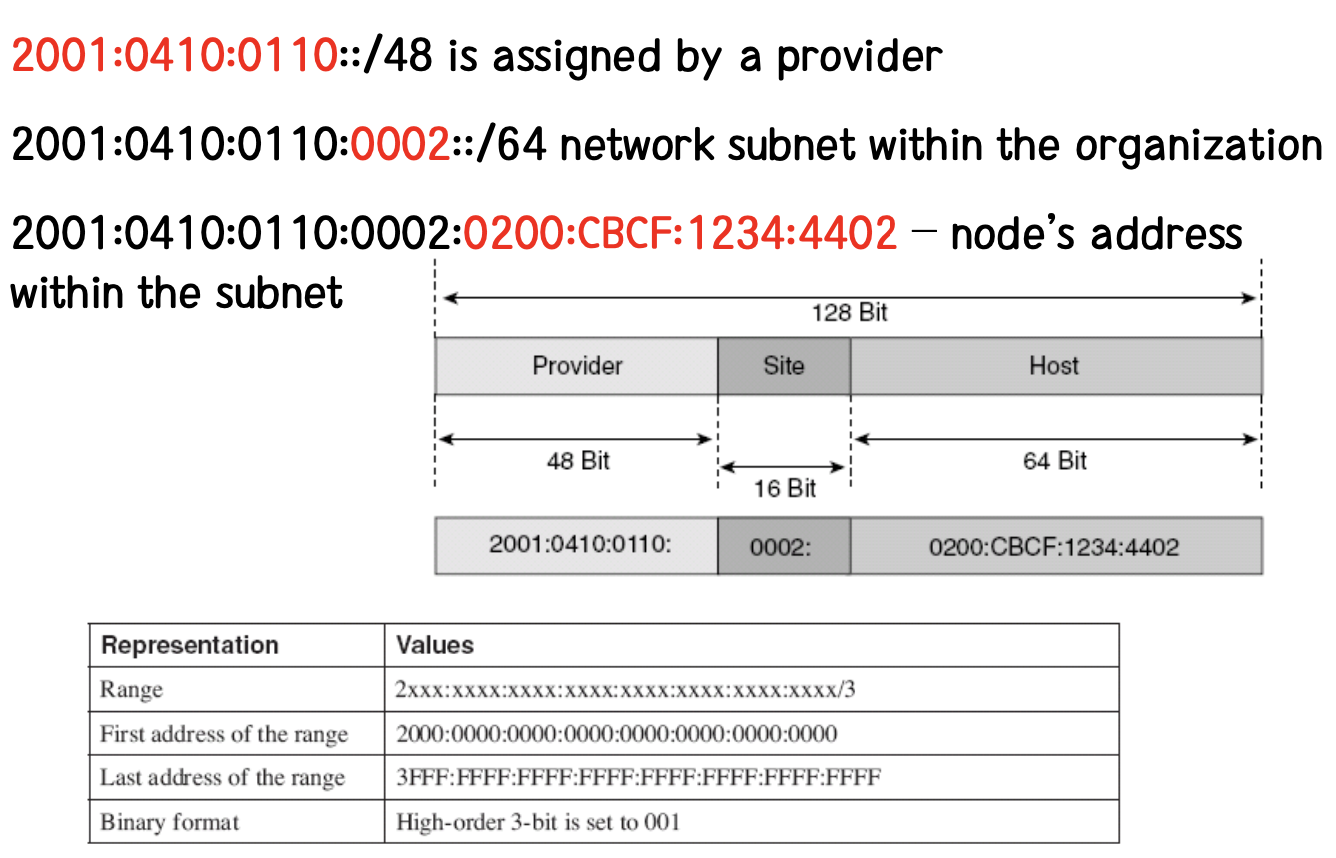 2001:0410:0110::/48 is assigned by a provider
2001:0410:0110:0002::/64 network subnet within the organization
2001:0410:0110:0002:0200:CBCF:1234:4402 – node's address
within the subnet
128 Bit
Provider Site Host
48 Bit 64 Bit
16 Bit
2001:0410:0110: 0002: 0200:CBCF:1234:4402
Representation Values
Range 2xxx:xxxx:xxxx:xxxx:xxxx:xxxx:xxxx:xxxx/3
First address of the range 2000:0000:0000:0000:0000:0000:0000:0000
Last address of the range 3FFF:FFFF:FFFF:FFFF:FFFF:FFFF:FFFF:FFFF
Binary format High-order 3-bit is set to 001